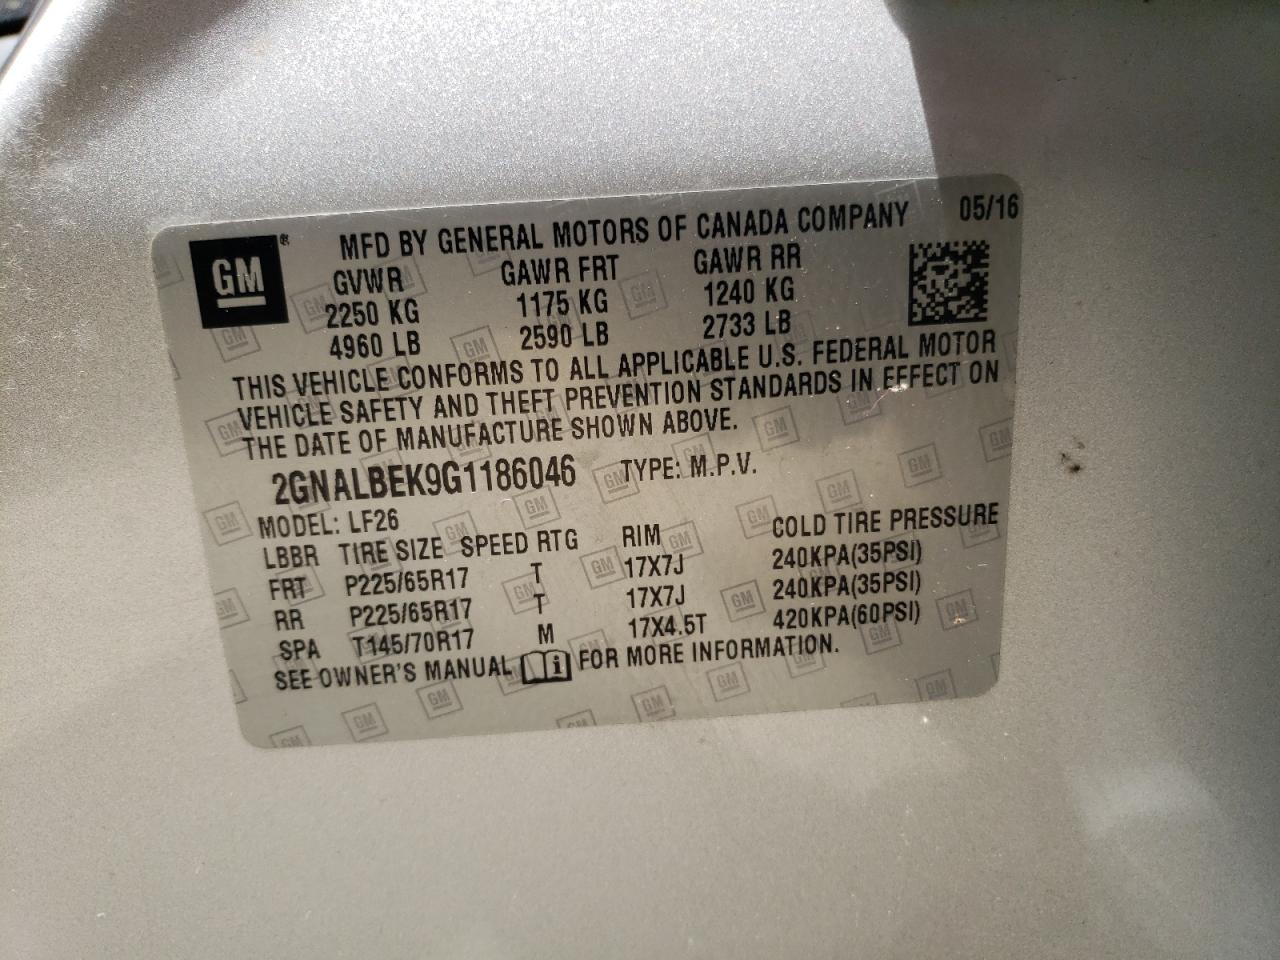 GM® MFD BY GENERAL MOTORS OF CANADA COMPANY 05/16
GVWR GAWR FRT GAWR RR
2250 KG 1175 KG 1240 KG
4960 LB 2590 LB 2733 LB
THIS VEHICLE CONFORMS TO ALL APPLICABLE U.S. FEDERAL MOTOR
VEHICLE SAFETY AND THEFT PREVENTION STANDARDS IN EFFECT ON
THE DATE OF MANUFACTURE SHOWN ABOVE.
2GNALBEK9G1186046 TYPE: M.P.V.
MODEL: LF26
LBBR TIRE SIZE SPEED RTG RIM COLD TIRE PRESSURE
FRT P225/65R17 T 17X7J 240KPA(35PSI)
RR P225/65R17 T 17X7J 240KPA(35PSI)
SPA T145/70R17 M 17X4.5T 420KPA(60PSI)
SEE OWNER'S MANUAL i FOR MORE INFORMATION.